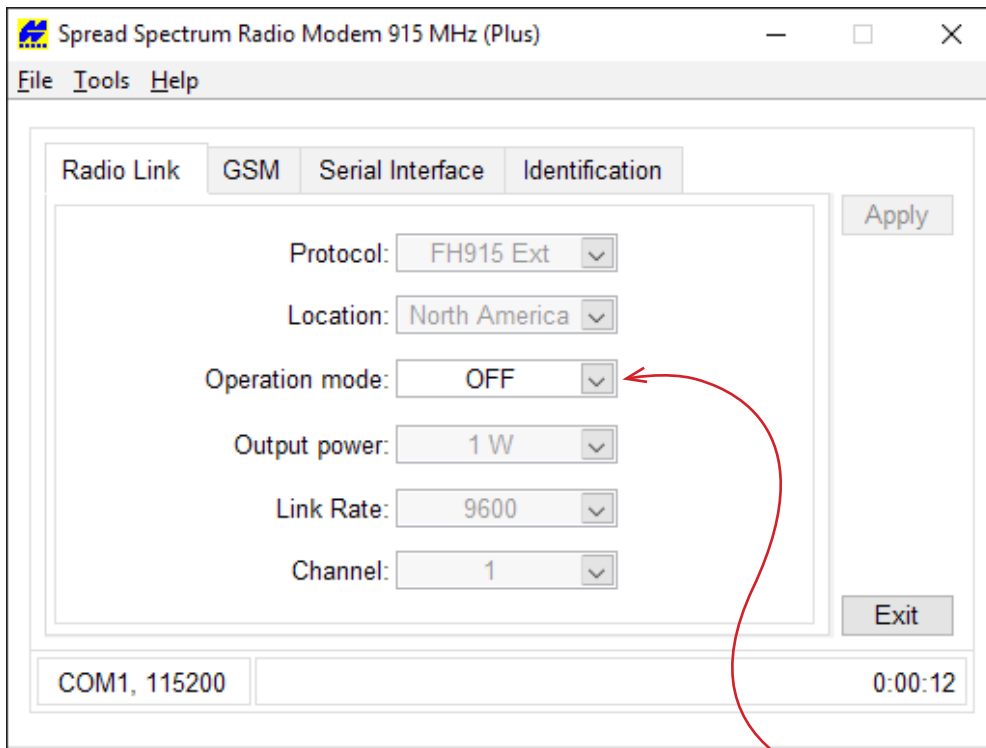 Spread Spectrum Radio Modem 915 MHz (Plus)
File Tools Help
Radio Link GSM Serial Interface Identification
Apply
Protocol: FH915 Ext
Location: North America
Operation mode: OFF
Output power: 1 W
Link Rate: 9600
Channel: 1
Exit
COM1, 115200 0:00:12